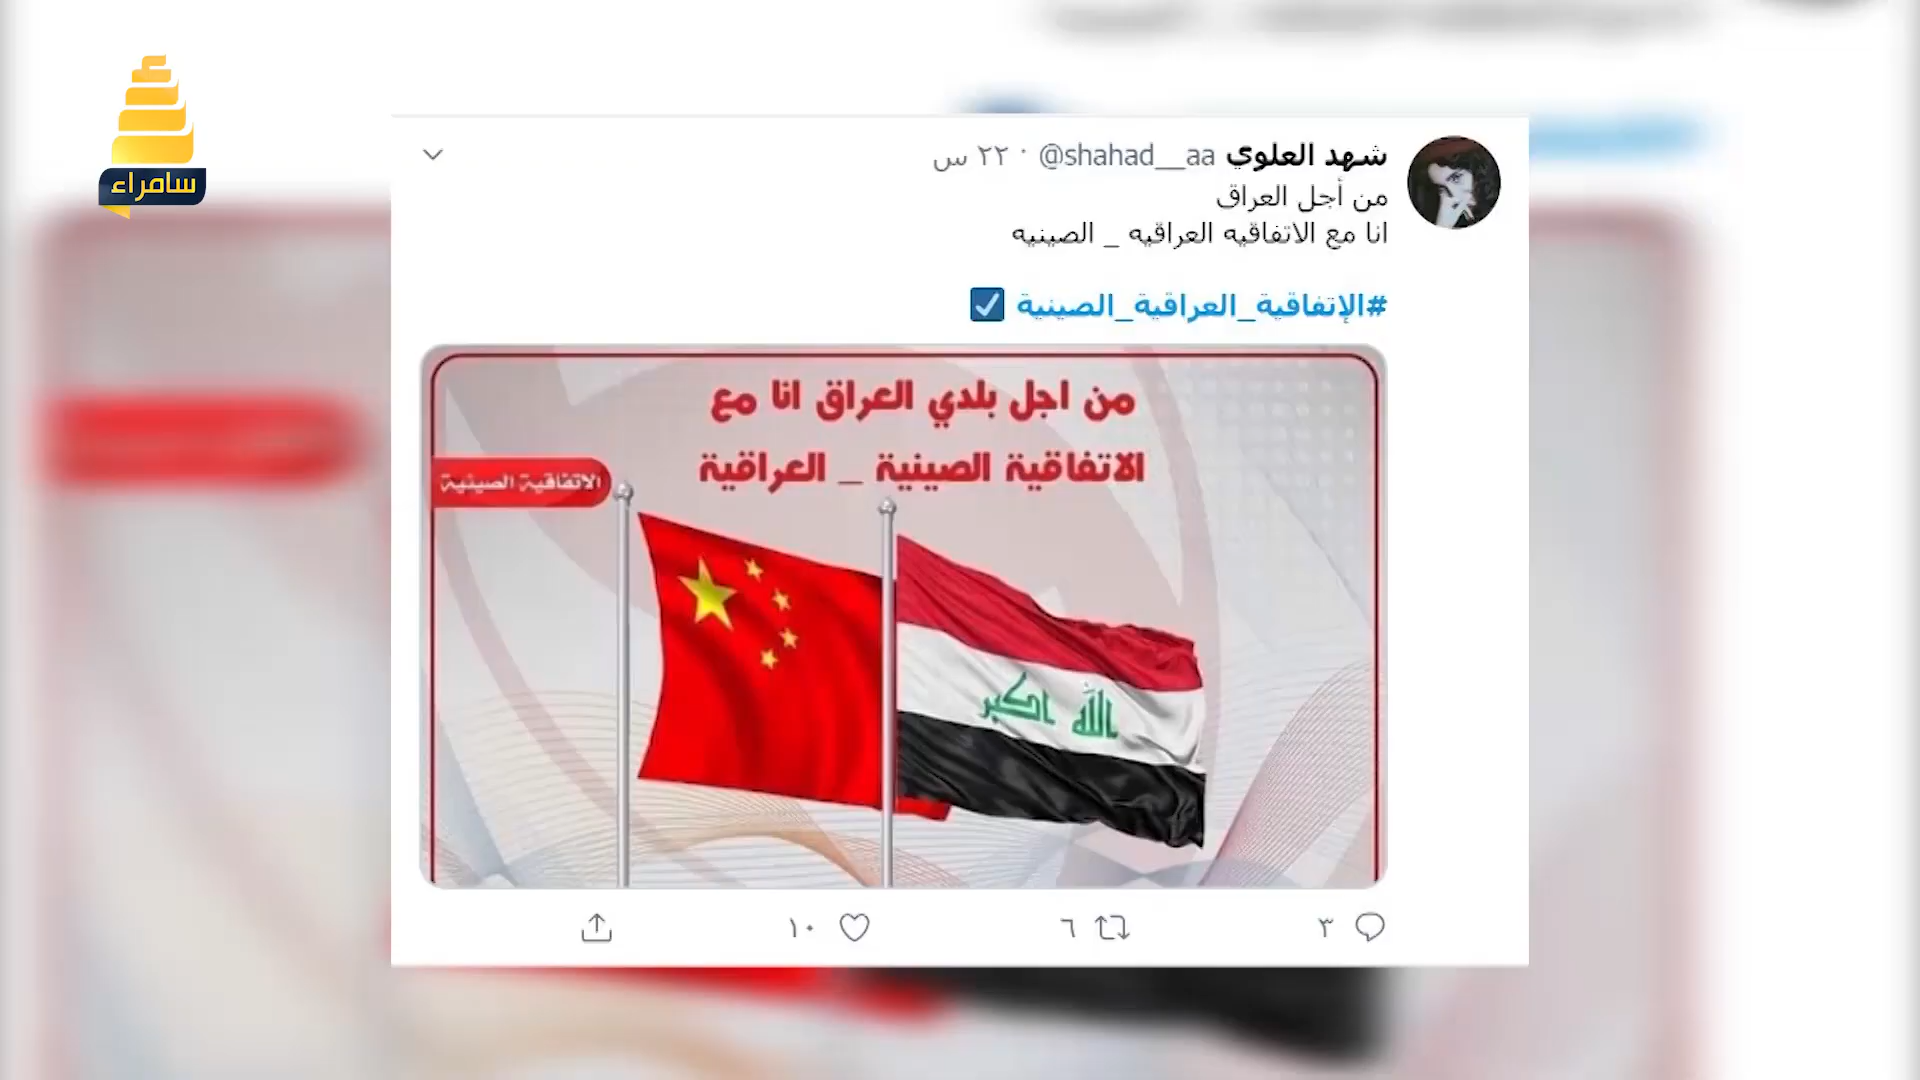 سامراء
شهد العلوي @shahad__aa · ٢٢ س
من أجل العراق
انا مع الاتفاقيه العراقيه _ الصينيه
#الإتفاقية_العراقية_الصينية ☑
من اجل بلدي العراق انا مع
الاتفاقية الصينية _ العراقية
الاتفاقية الصينية
الله اكبر
٣ ٦ ١٠